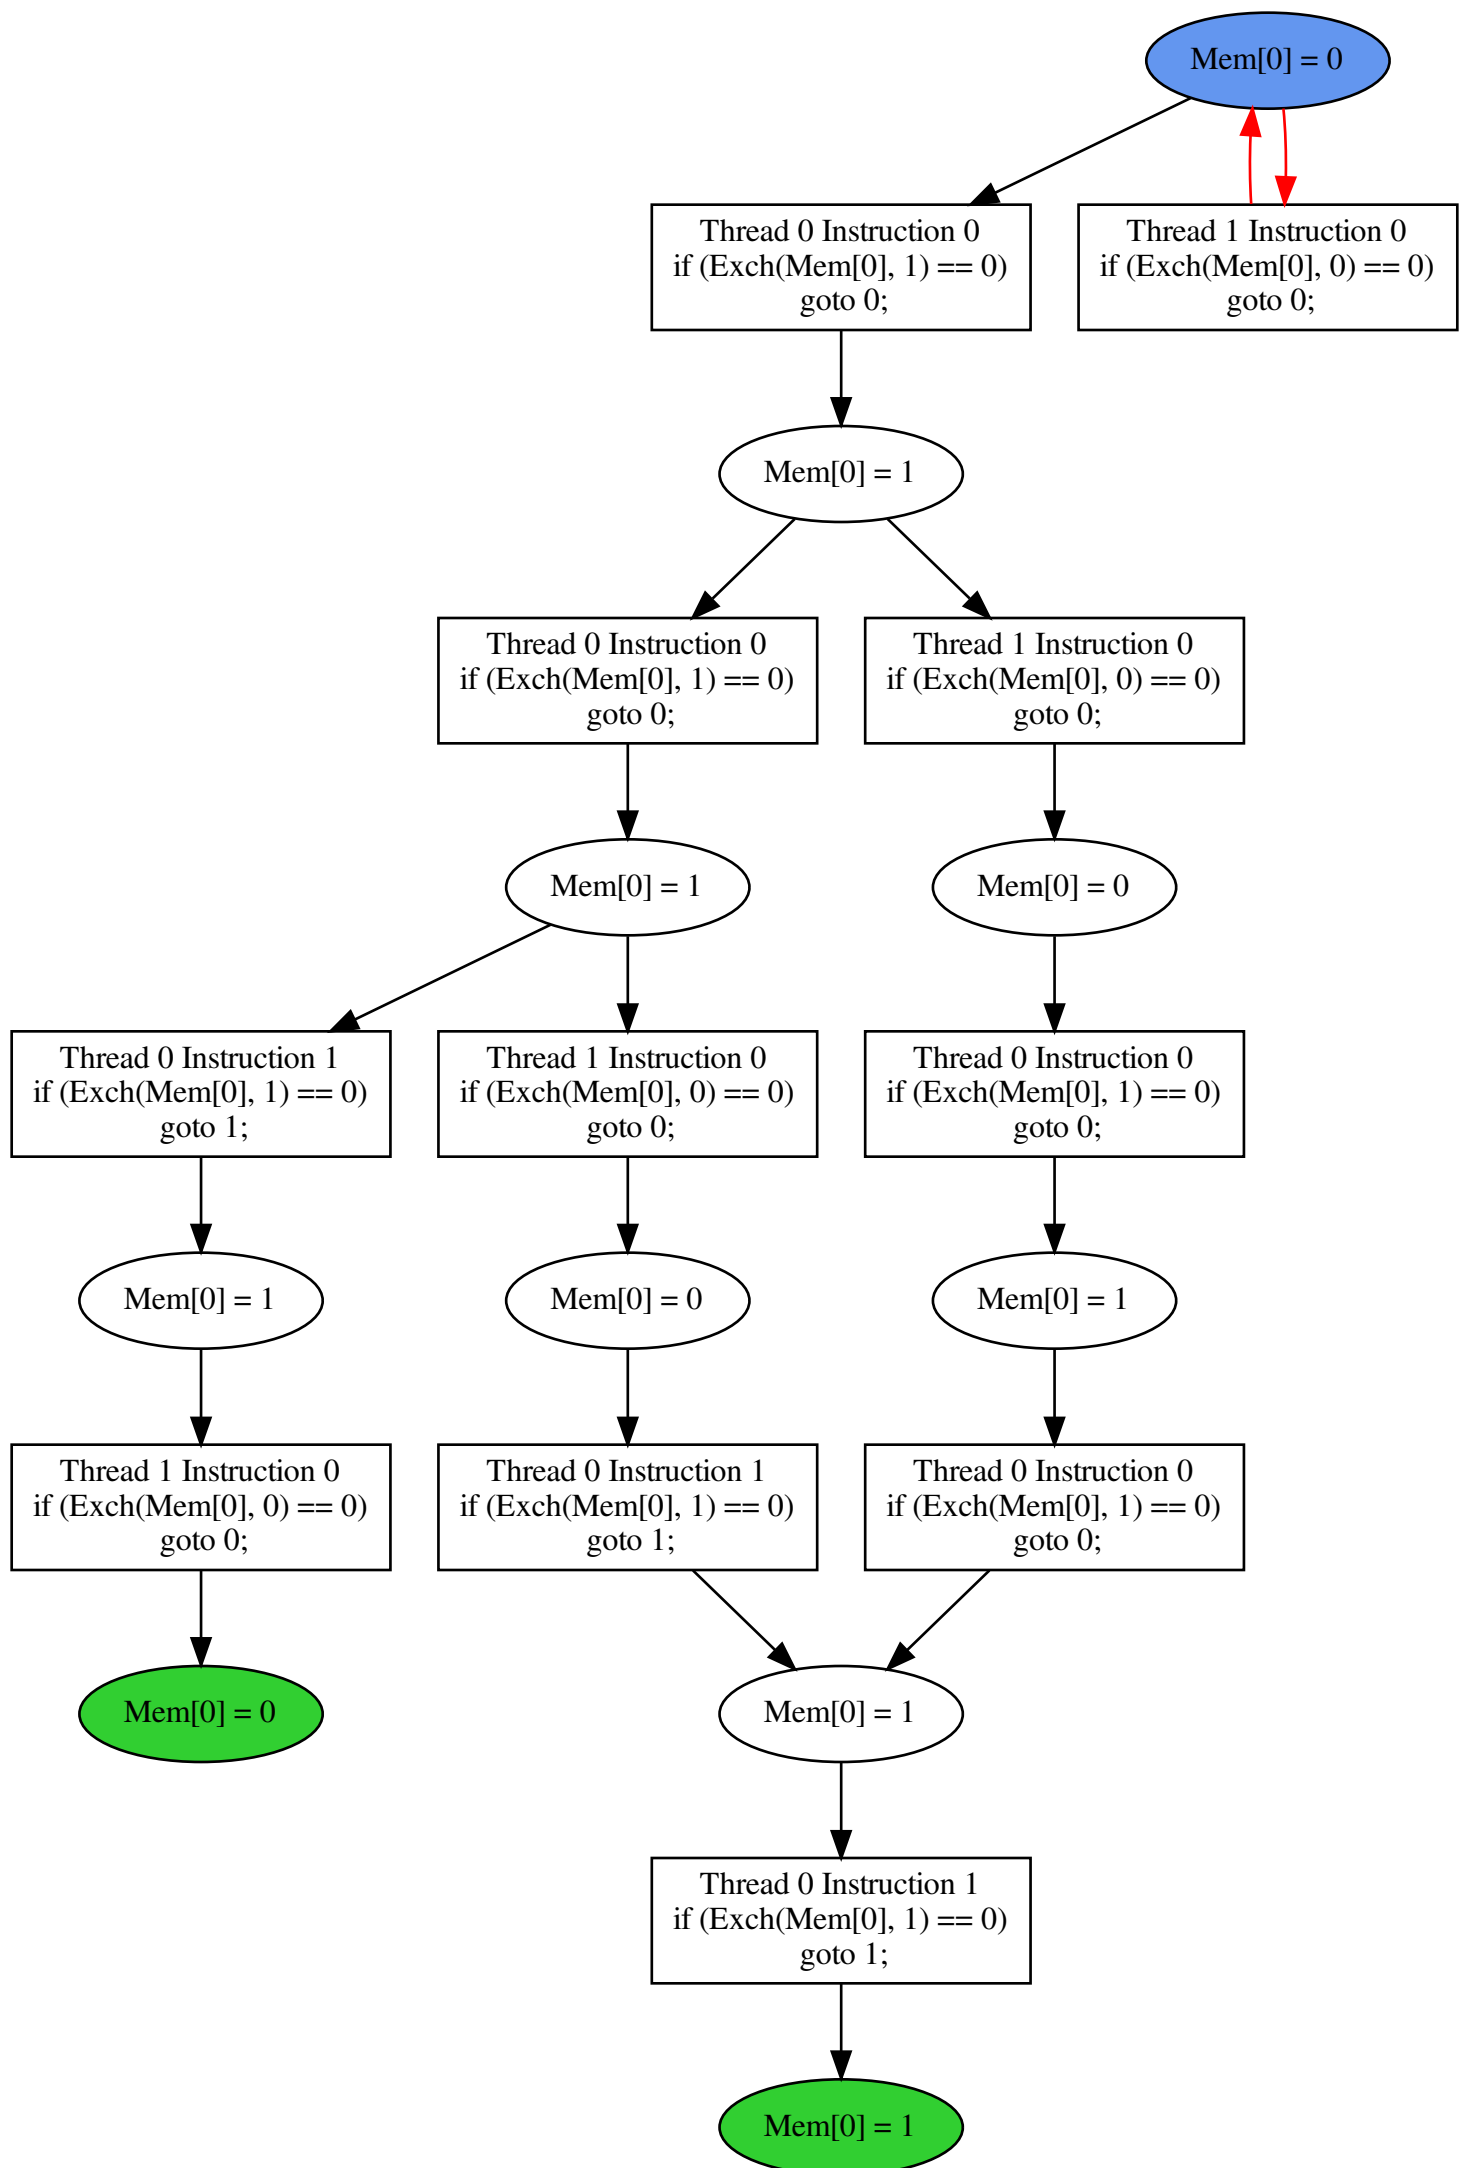 Mem[0] = 0
Thread 0 Instruction 0
if (Exch(Mem[0], 1) == 0)
goto 0;
Thread 1 Instruction 0
if (Exch(Mem[0], 0) == 0)
goto 0;
Mem[0] = 1
Thread 0 Instruction 0
if (Exch(Mem[0], 1) == 0)
goto 0;
Thread 1 Instruction 0
if (Exch(Mem[0], 0) == 0)
goto 0;
Mem[0] = 1
Mem[0] = 0
Thread 0 Instruction 1
if (Exch(Mem[0], 1) == 0)
goto 1;
Thread 1 Instruction 0
if (Exch(Mem[0], 0) == 0)
goto 0;
Thread 0 Instruction 0
if (Exch(Mem[0], 1) == 0)
goto 0;
Mem[0] = 1
Mem[0] = 0
Mem[0] = 1
Thread 1 Instruction 0
if (Exch(Mem[0], 0) == 0)
goto 0;
Thread 0 Instruction 1
if (Exch(Mem[0], 1) == 0)
goto 1;
Thread 0 Instruction 0
if (Exch(Mem[0], 1) == 0)
goto 0;
Mem[0] = 0
Mem[0] = 1
Thread 0 Instruction 1
if (Exch(Mem[0], 1) == 0)
goto 1;
Mem[0] = 1